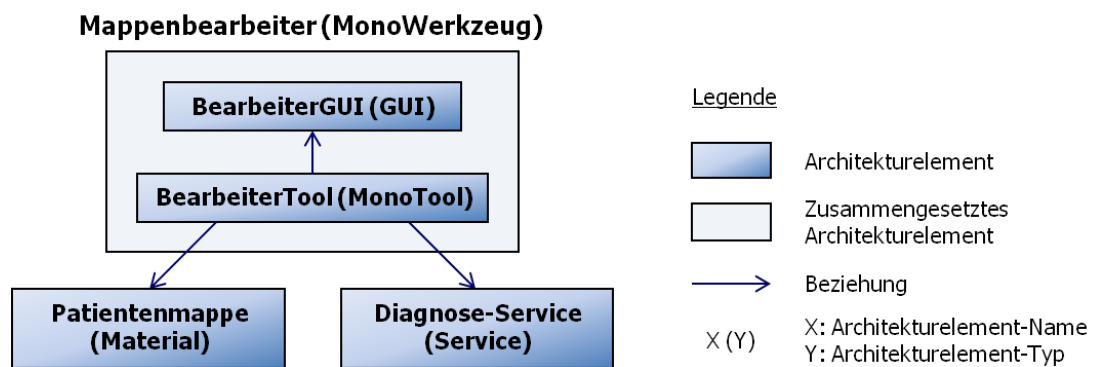 Mappenbearbeiter (MonoWerkzeug)
BearbeiterGUI (GUI)
BearbeiterTool (MonoTool)
Patientenmappe
(Material)
Diagnose-Service
(Service)
Legende
Architekturelement
Zusammengesetztes
Architekturelement
Beziehung
X (Y)
X: Architekturelement-Name
Y: Architekturelement-Typ